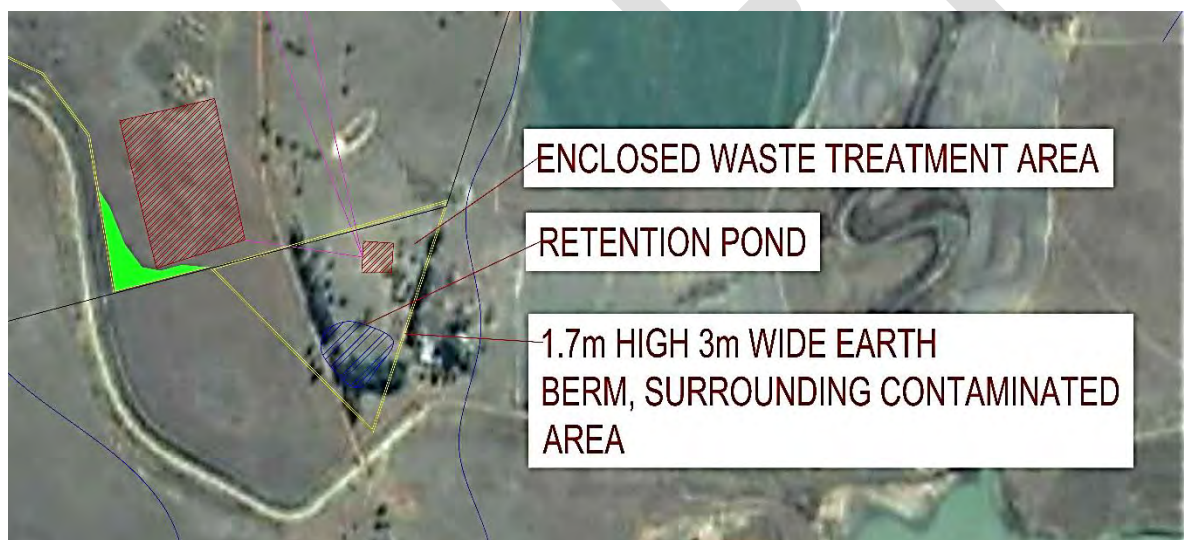 ENCLOSED WASTE TREATMENT AREA
RETENTION POND
1.7m HIGH 3m WIDE EARTH
BERM, SURROUNDING CONTAMINATED
AREA